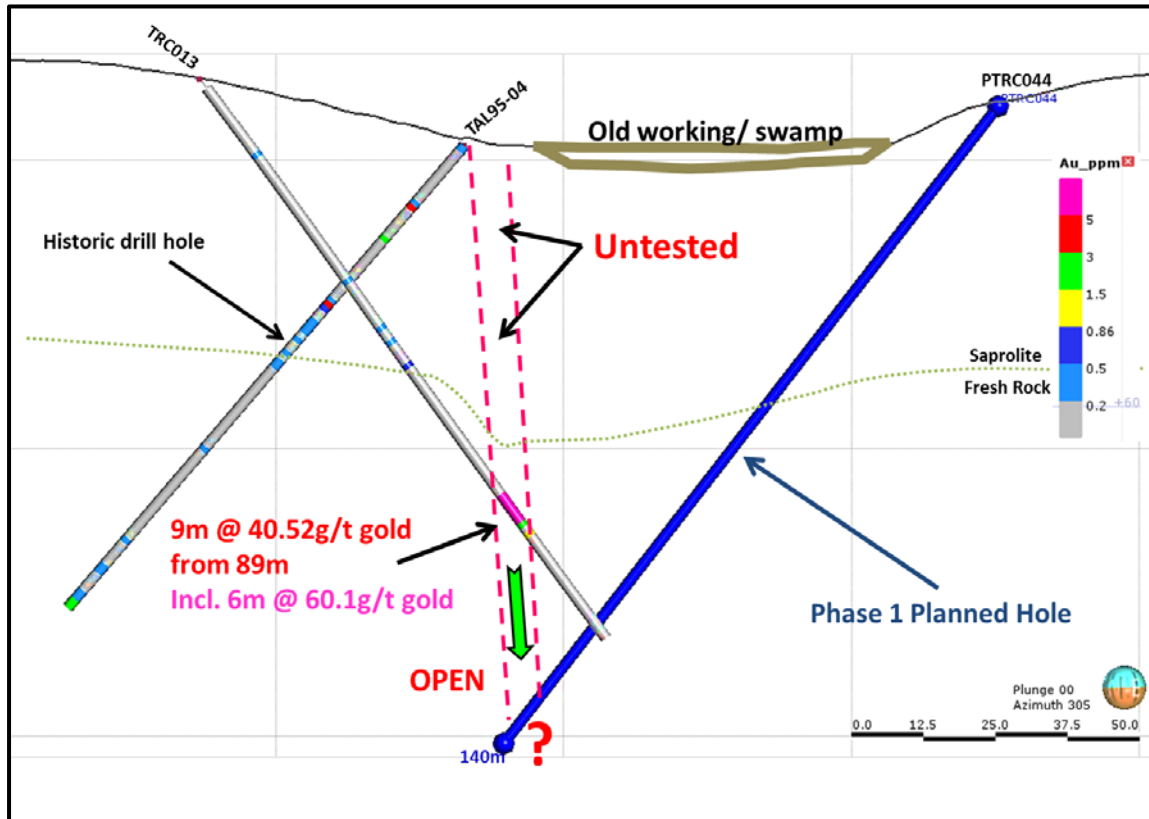 TRC013
TAL95-04
PTRC044
PTRC044
Old working/ swamp
Au_ppm
Historic drill hole
Untested
5
3
1.5
0.86
0.5
0.2
+60
Saprolite
Fresh Rock
9m @ 40.52g/t gold
from 89m
Incl. 6m @ 60.1g/t gold
Phase 1 Planned Hole
OPEN
?
140m
Plunge 00
Azimuth 305
0.0 12.5 25.0 37.5 50.0